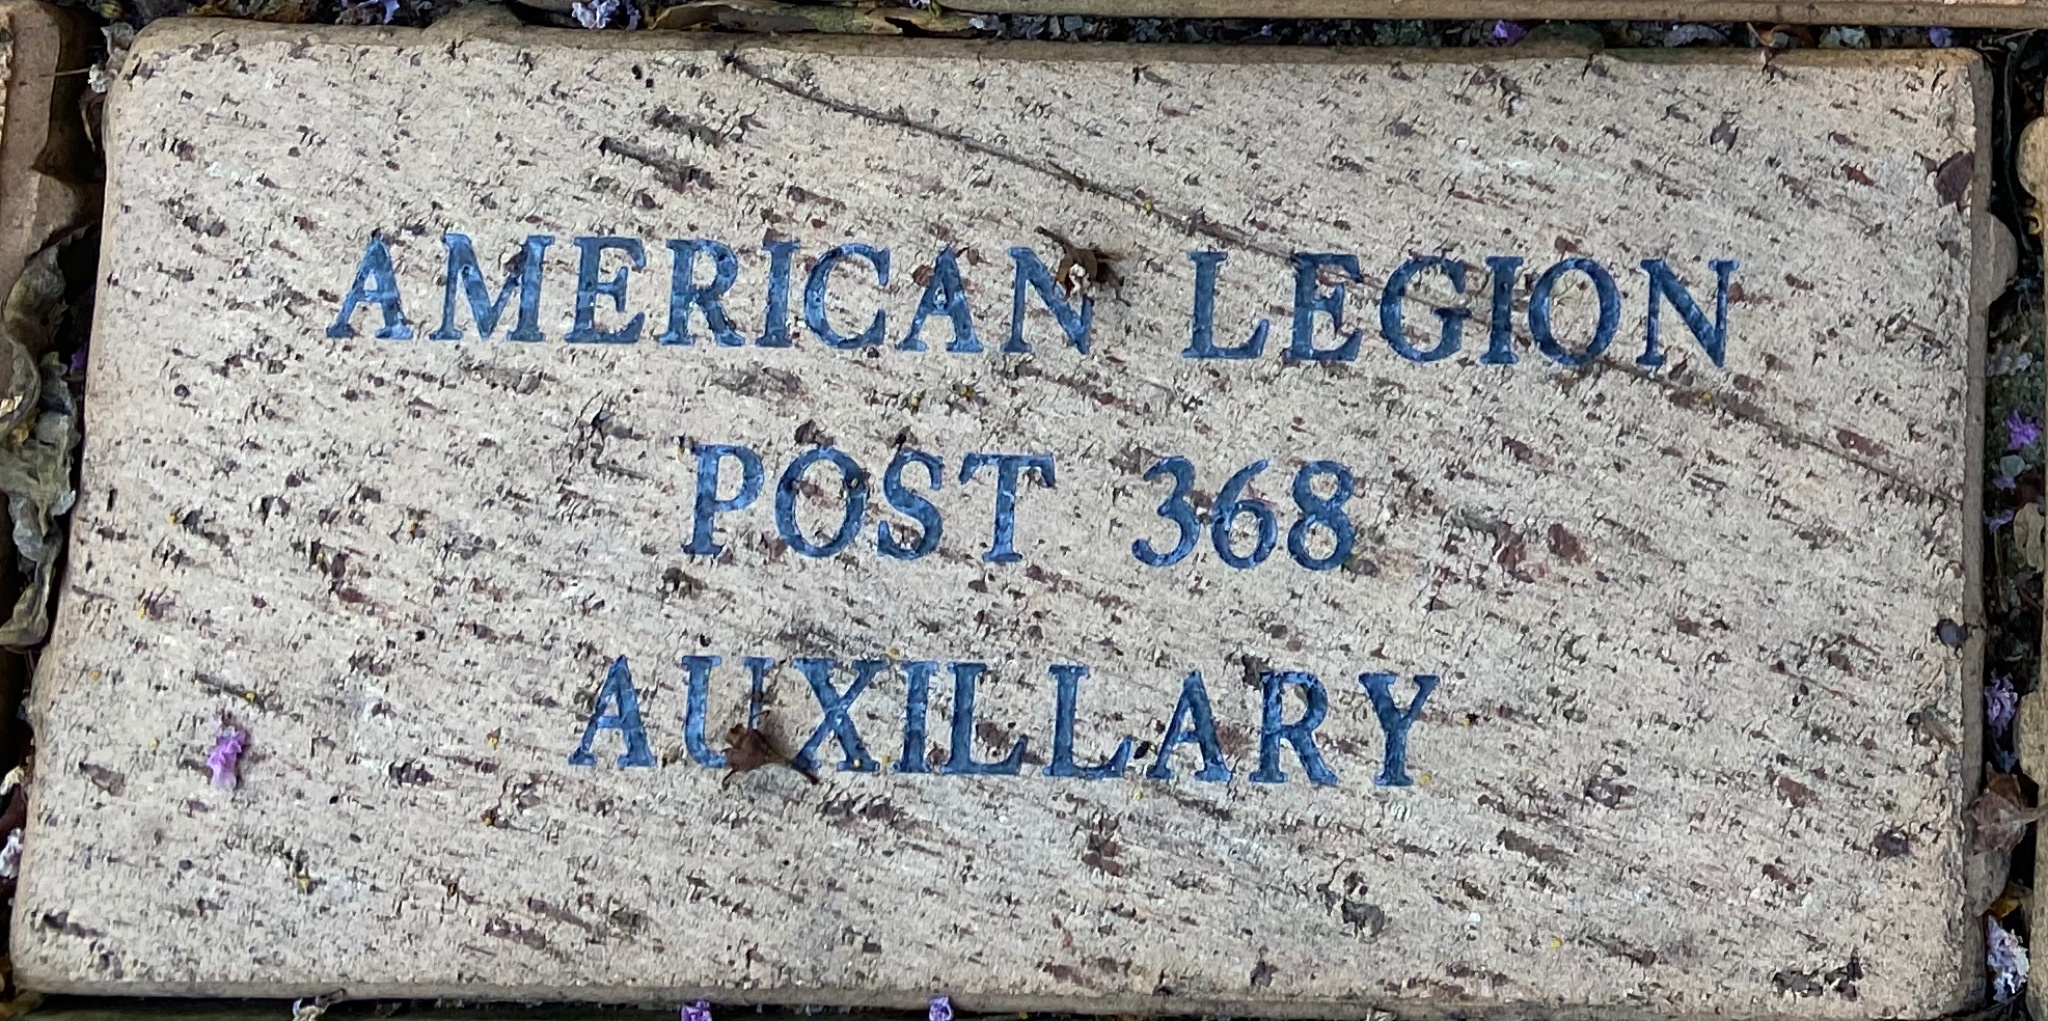 AMERICAN LEGION
POST 368
AUXILLARY